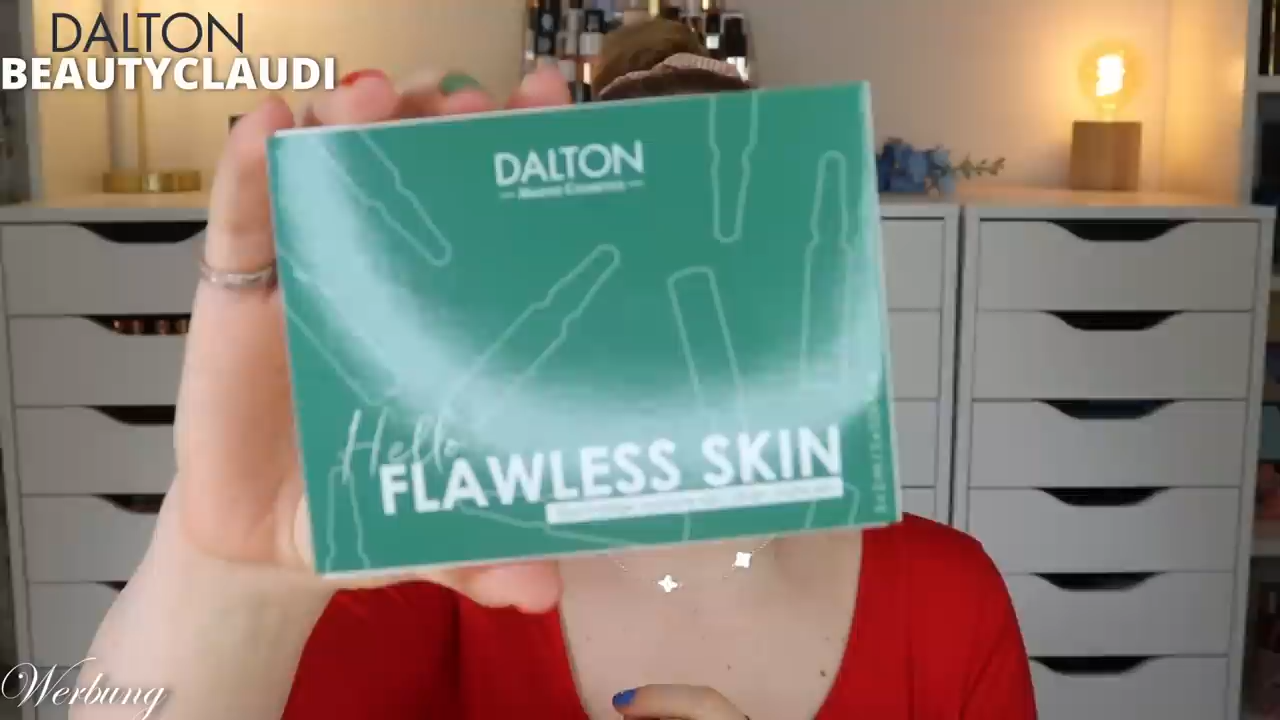 DALTON
BEAUTYCLAUDI
DALTON
Hello
FLAWLESS SKIN
Werbung